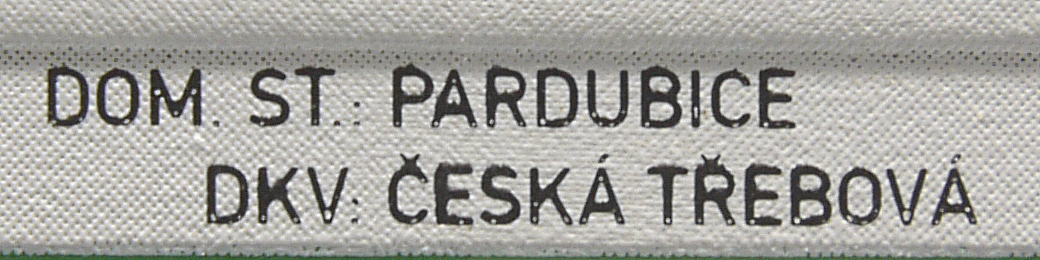 DOM. ST.: PARDUBICE
DKV: ČESKÁ TŘEBOVÁ